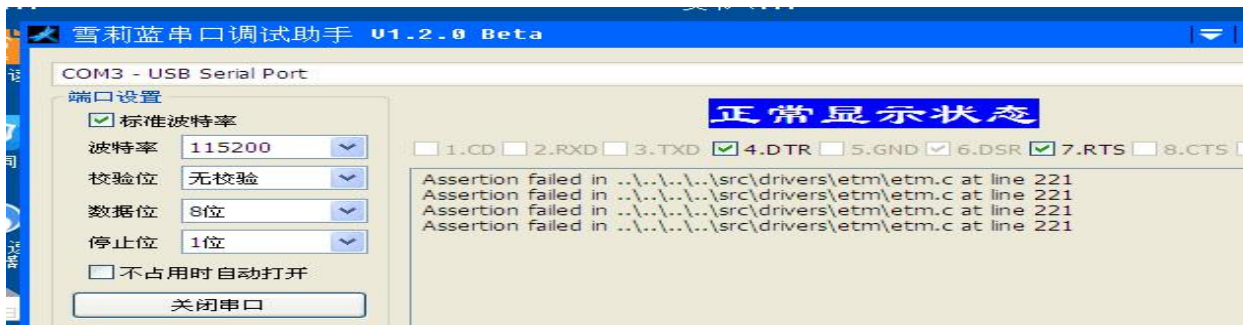 雪莉蓝串口调试助手 V1.2.0 Beta
COM3 - USB Serial Port
端口设置
标准波特率
正常显示状态
波特率 115200
1.CD 2.RXD 3.TXD 4.DTR 5.GND 6.DSR 7.RTS 8.CTS
校验位 无校验
Assertion failed in ..\..\..\..\src\drivers\etm\etm.c at line 221
Assertion failed in ..\..\..\..\src\drivers\etm\etm.c at line 221
Assertion failed in ..\..\..\..\src\drivers\etm\etm.c at line 221
Assertion failed in ..\..\..\..\src\drivers\etm\etm.c at line 221
数据位 8位
停止位 1位
不占用时自动打开
关闭串口